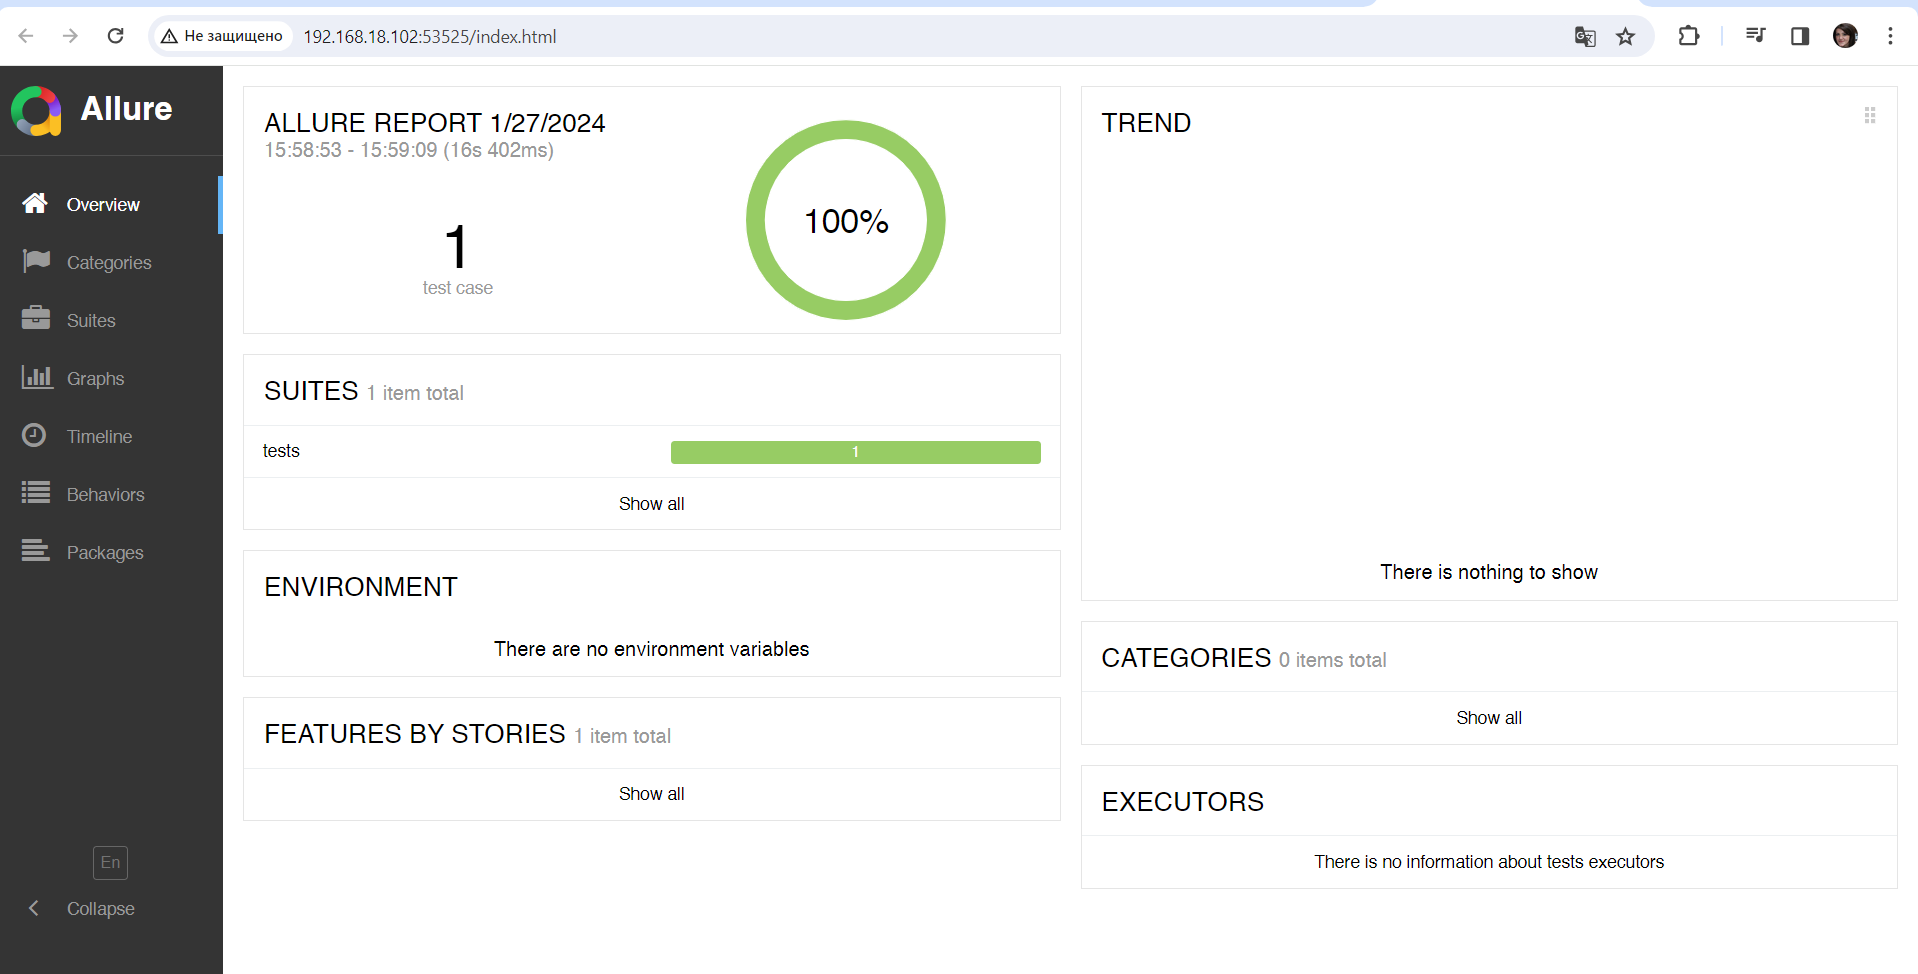 Не защищено
192.168.18.102:53525/index.html
Allure
Overview
Categories
Suites
Graphs
Timeline
Behaviors
Packages
En
Collapse
ALLURE REPORT 1/27/2024
15:58:53 - 15:59:09 (16s 402ms)
1
test case
100%
SUITES 1 item total
tests
1
Show all
ENVIRONMENT
There are no environment variables
FEATURES BY STORIES 1 item total
Show all
TREND
There is nothing to show
CATEGORIES 0 items total
Show all
EXECUTORS
There is no information about tests executors